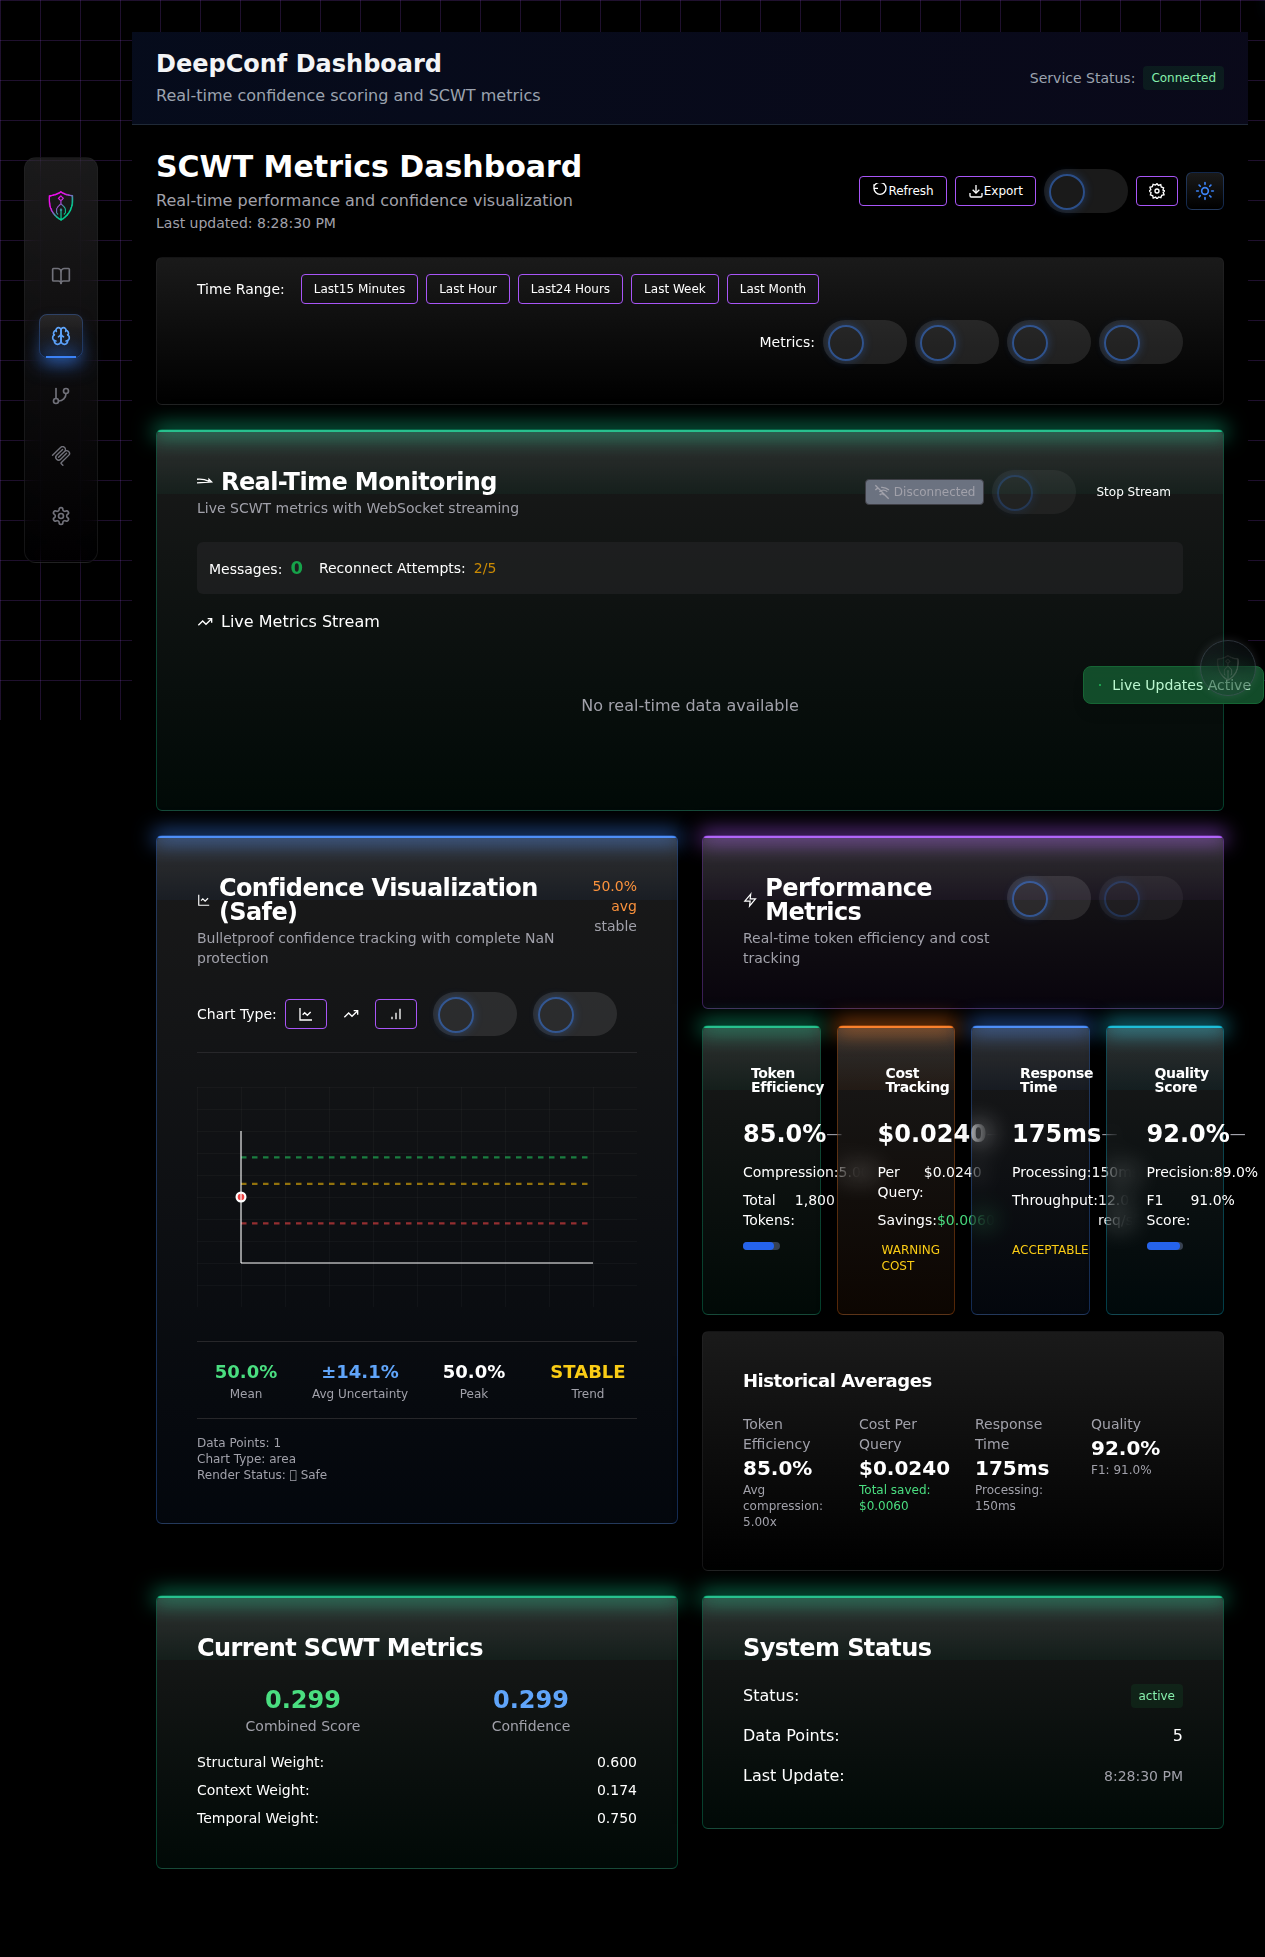 DeepConf Dashboard
Real-time confidence scoring and SCWT metrics
Service Status: Connected
SCWT Metrics Dashboard
Real-time performance and confidence visualization
Last updated: 8:28:30 PM
Refresh Export
Time Range: Last15 Minutes Last Hour Last24 Hours Last Week Last Month
Metrics:
Real-Time Monitoring
Live SCWT metrics with WebSocket streaming
Disconnected Stop Stream
Messages: 0 Reconnect Attempts: 2/5
Live Metrics Stream
Live Updates Active
No real-time data available
Confidence Visualization
(Safe)
Bulletproof confidence tracking with complete NaN
protection
50.0%
avg
stable
Chart Type:
50.0% ±14.1% 50.0% STABLE
Mean Avg Uncertainty Peak Trend
Data Points: 1
Chart Type: area
Render Status: Safe
Performance
Metrics
Real-time token efficiency and cost
tracking
Token
Efficiency
85.0%—
Compression:5.0
Total Tokens: 1,800
Cost
Tracking
$0.0240
Per Query: $0.0240
Savings:$0.0060
WARNING
COST
Response
Time
175ms—
Processing:150m
Throughput:12.0
req/
ACCEPTABLE
Quality
Score
92.0%—
Precision:89.0%
F1 Score: 91.0%
Historical Averages
Token
Efficiency
85.0%
Avg
compression:
5.00x
Cost Per
Query
$0.0240
Total saved:
$0.0060
Response
Time
175ms
Processing:
150ms
Quality
92.0%
F1: 91.0%
Current SCWT Metrics
0.299 0.299
Combined Score Confidence
Structural Weight: 0.600
Context Weight: 0.174
Temporal Weight: 0.750
System Status
Status: active
Data Points: 5
Last Update: 8:28:30 PM